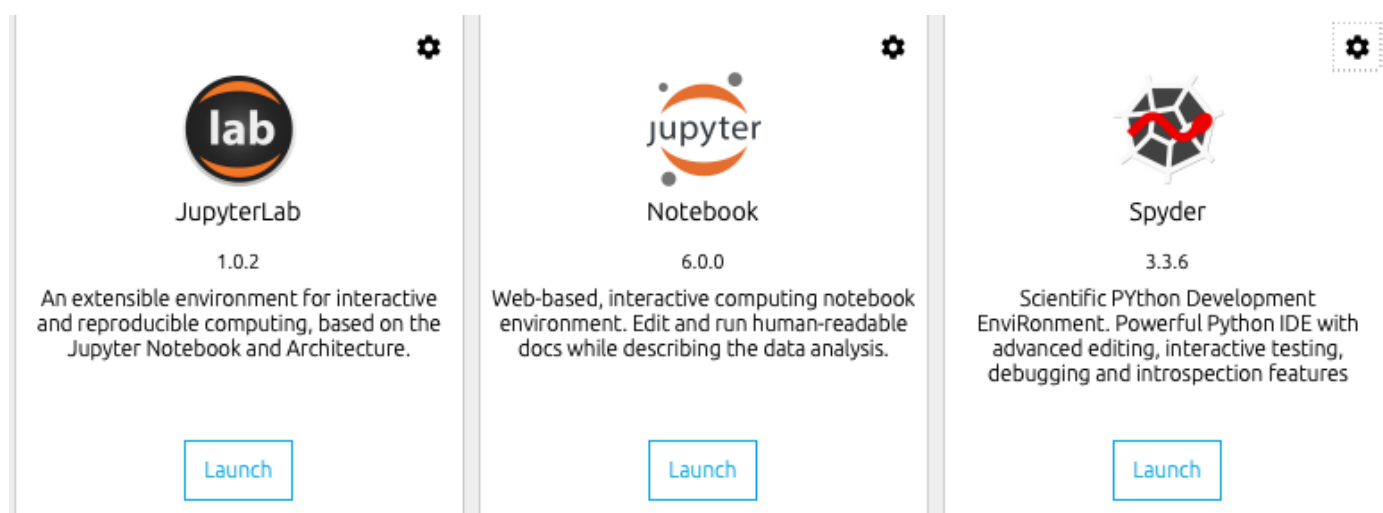 lab
JupyterLab
1.0.2
An extensible environment for interactive
and reproducible computing, based on the
Jupyter Notebook and Architecture.
Launch
jupyter
Notebook
6.0.0
Web-based, interactive computing notebook
environment. Edit and run human-readable
docs while describing the data analysis.
Launch
Spyder
3.3.6
Scientific PYthon Development
EnviRonment. Powerful Python IDE with
advanced editing, interactive testing,
debugging and introspection features
Launch